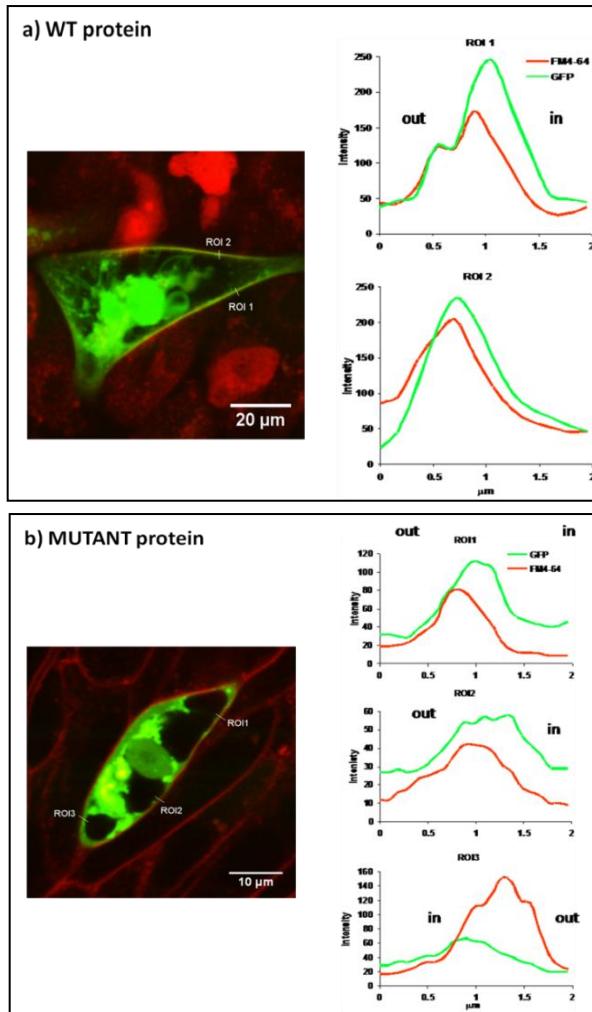 a) WT protein
ROI 1
FM4-64
GFP
out
in
Intensity
250
200
150
100
50
0
0 0.5 1 1.5 2
ROI 2
ROI 1
20 µm
ROI 2
Intensity
250
200
150
100
50
0
0 0.5 1 1.5 2
µm
b) MUTANT protein
out
in
ROI1
GFP
FM4-64
Intensity
120
100
80
60
40
20
0
0 0.5 1 1.5 2
ROI1
ROI2
ROI3
10 µm
ROI2
out
in
Intensity
60
50
40
30
20
10
0
0 0.5 1 1.5 2
ROI3
in
out
Intensity
160
140
120
100
80
60
40
20
0
0 0.5 1 1.5 2
µm